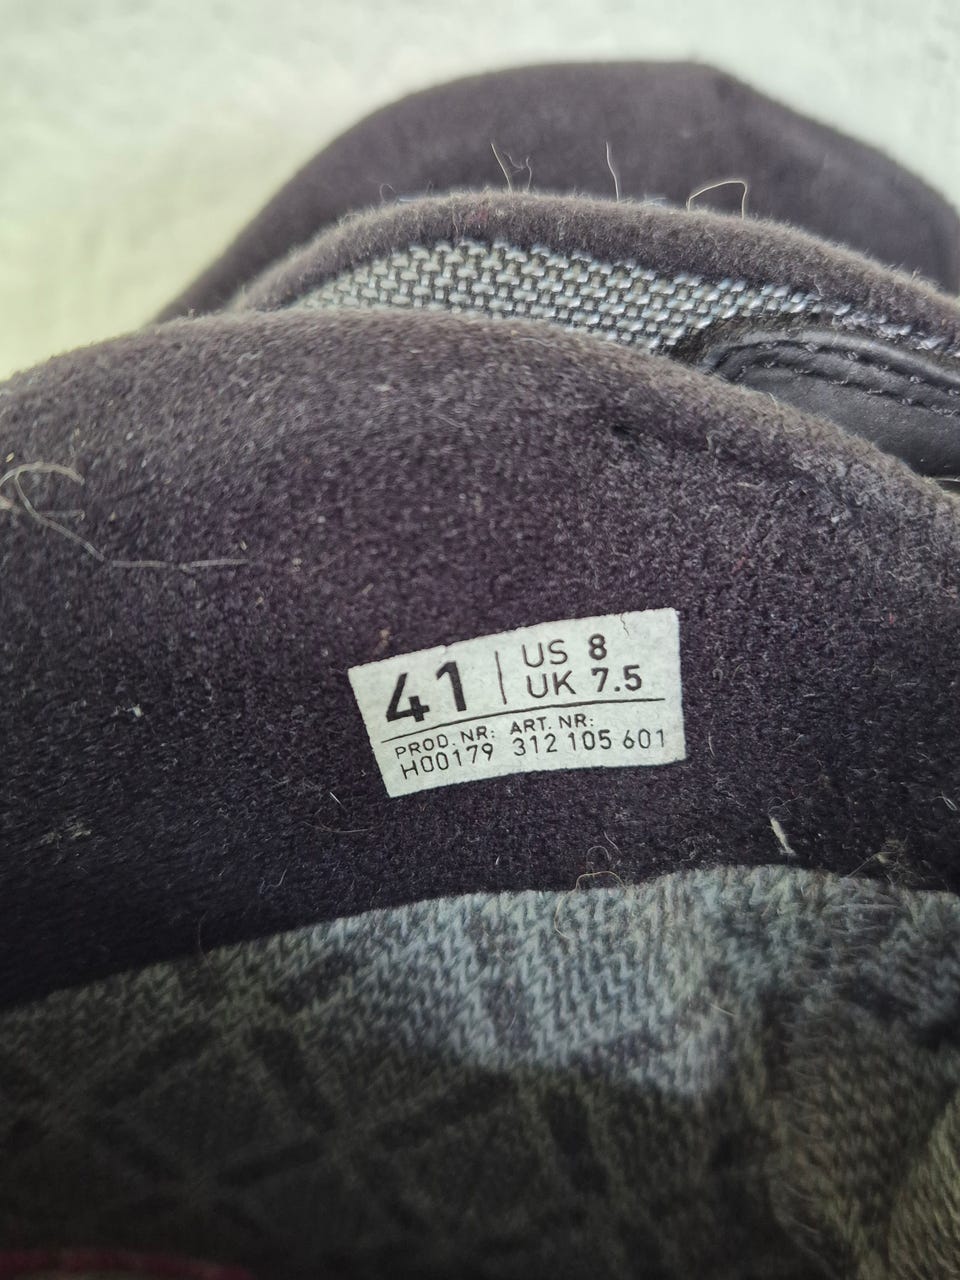 41 | US 8
UK 7.5
PROD. NR: ART. NR:
H00179 312 105 601